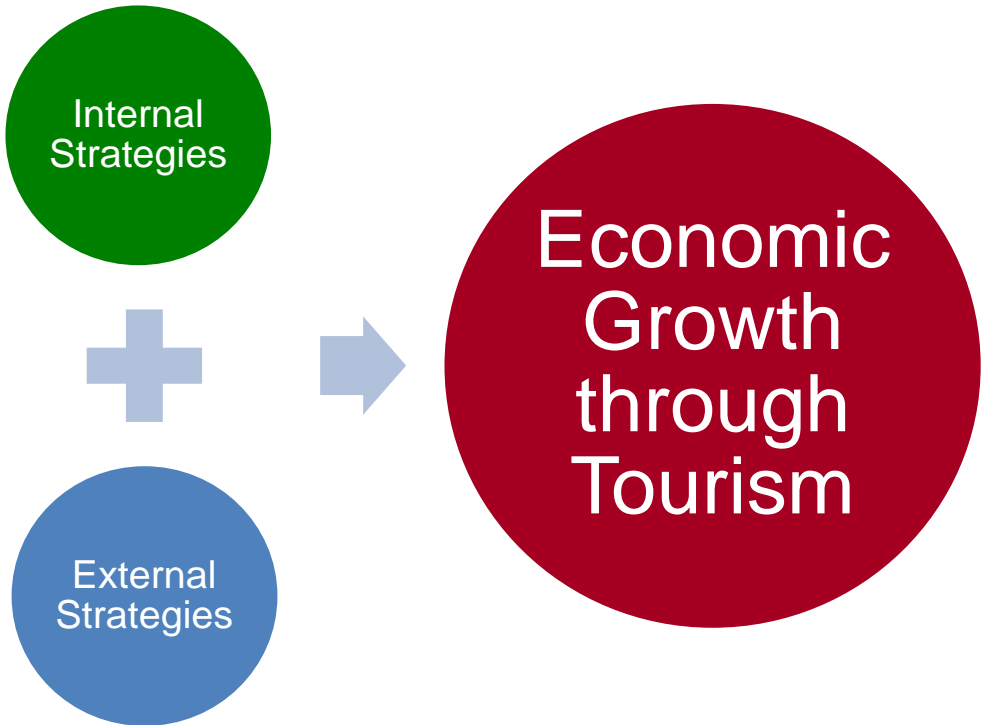 Internal
Strategies
External
Strategies
Economic
Growth
through
Tourism